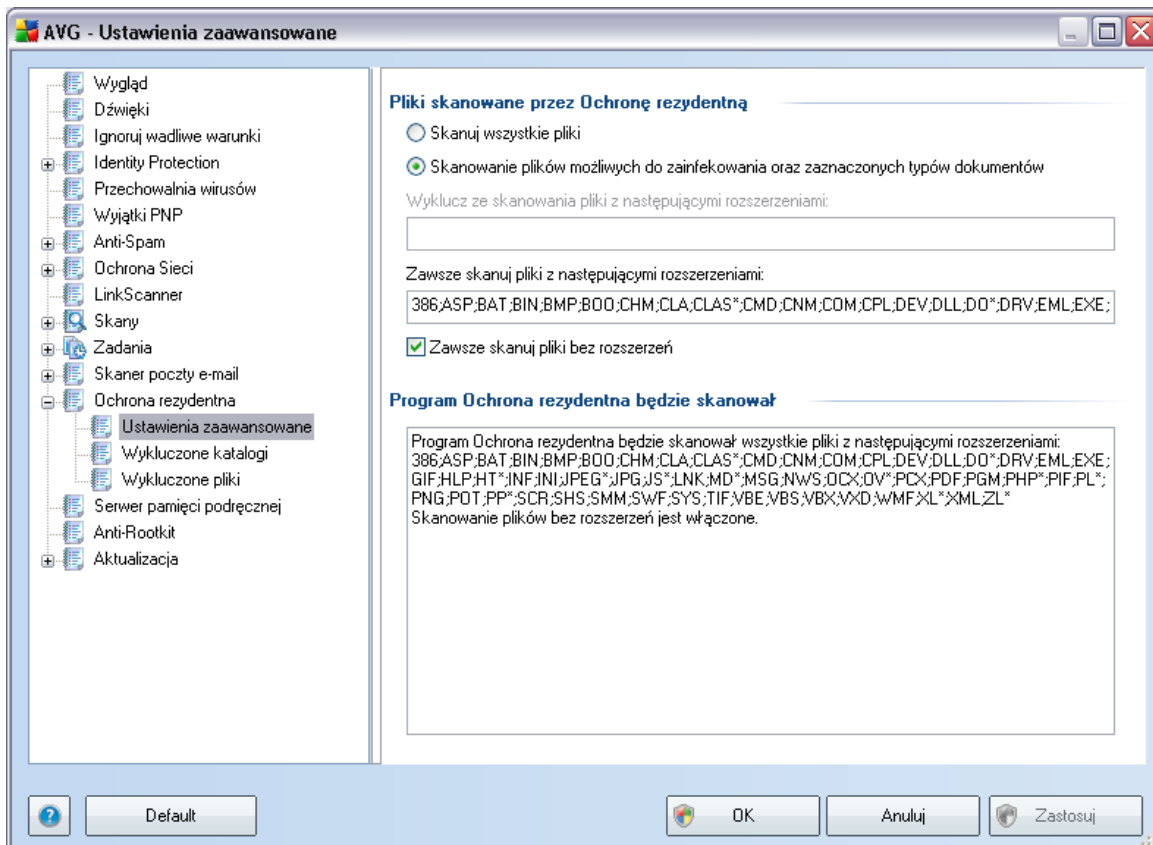 AVG - Ustawienia zaawansowane
Wygląd
Dźwięki
Ignoruj wadliwe warunki
Identity Protection
Przechowalnia wirusów
Wyjątki PNP
Anti-Spam
Ochrona Sieci
LinkScanner
Skany
Zadania
Skaner poczty e-mail
Ochrona rezydentna
Ustawienia zaawansowane
Wykluczone katalogi
Wykluczone pliki
Serwer pamięci podręcznej
Anti-Rootkit
Aktualizacja
Pliki skanowane przez Ochronę rezydentną
Skanuj wszystkie pliki
Skanowanie plików możliwych do zainfekowania oraz zaznaczonych typów dokumentów
Wyklucz ze skanowania pliki z następującymi rozszerzeniami:
Zawsze skanuj pliki z następującymi rozszerzeniami:
386;ASP;BAT;BIN;BMP;BOO;CHM;CLA;CLAS*;CMD;CNM;COM;CPL;DEV;DLL;DO*;DRV;EML;EXE;
Zawsze skanuj pliki bez rozszerzeń
Program Ochrona rezydentna będzie skanował
Program Ochrona rezydentna będzie skanował wszystkie pliki z następującymi rozszerzeniami:
386;ASP;BAT;BIN;BMP;BOO;CHM;CLA;CLAS*;CMD;CNM;COM;CPL;DEV;DLL;DO*;DRV;EML;EXE;
GIF;HLP;HT*;INF;INI;JPEG*;JPG;JS*;LNK;MD*;MSG;NWS;OCX;OV*;PCX;PDF;PGM;PHP*;PIF;PL*;
PNG;POT;PP*;SCR;SHS;SMM;SWF;SYS;TIF;VBE;VBS;VBX;VXD;WMF;XL*;XML;ZL*
Skanowanie plików bez rozszerzeń jest włączone.
Default
OK
Anuluj
Zastosuj